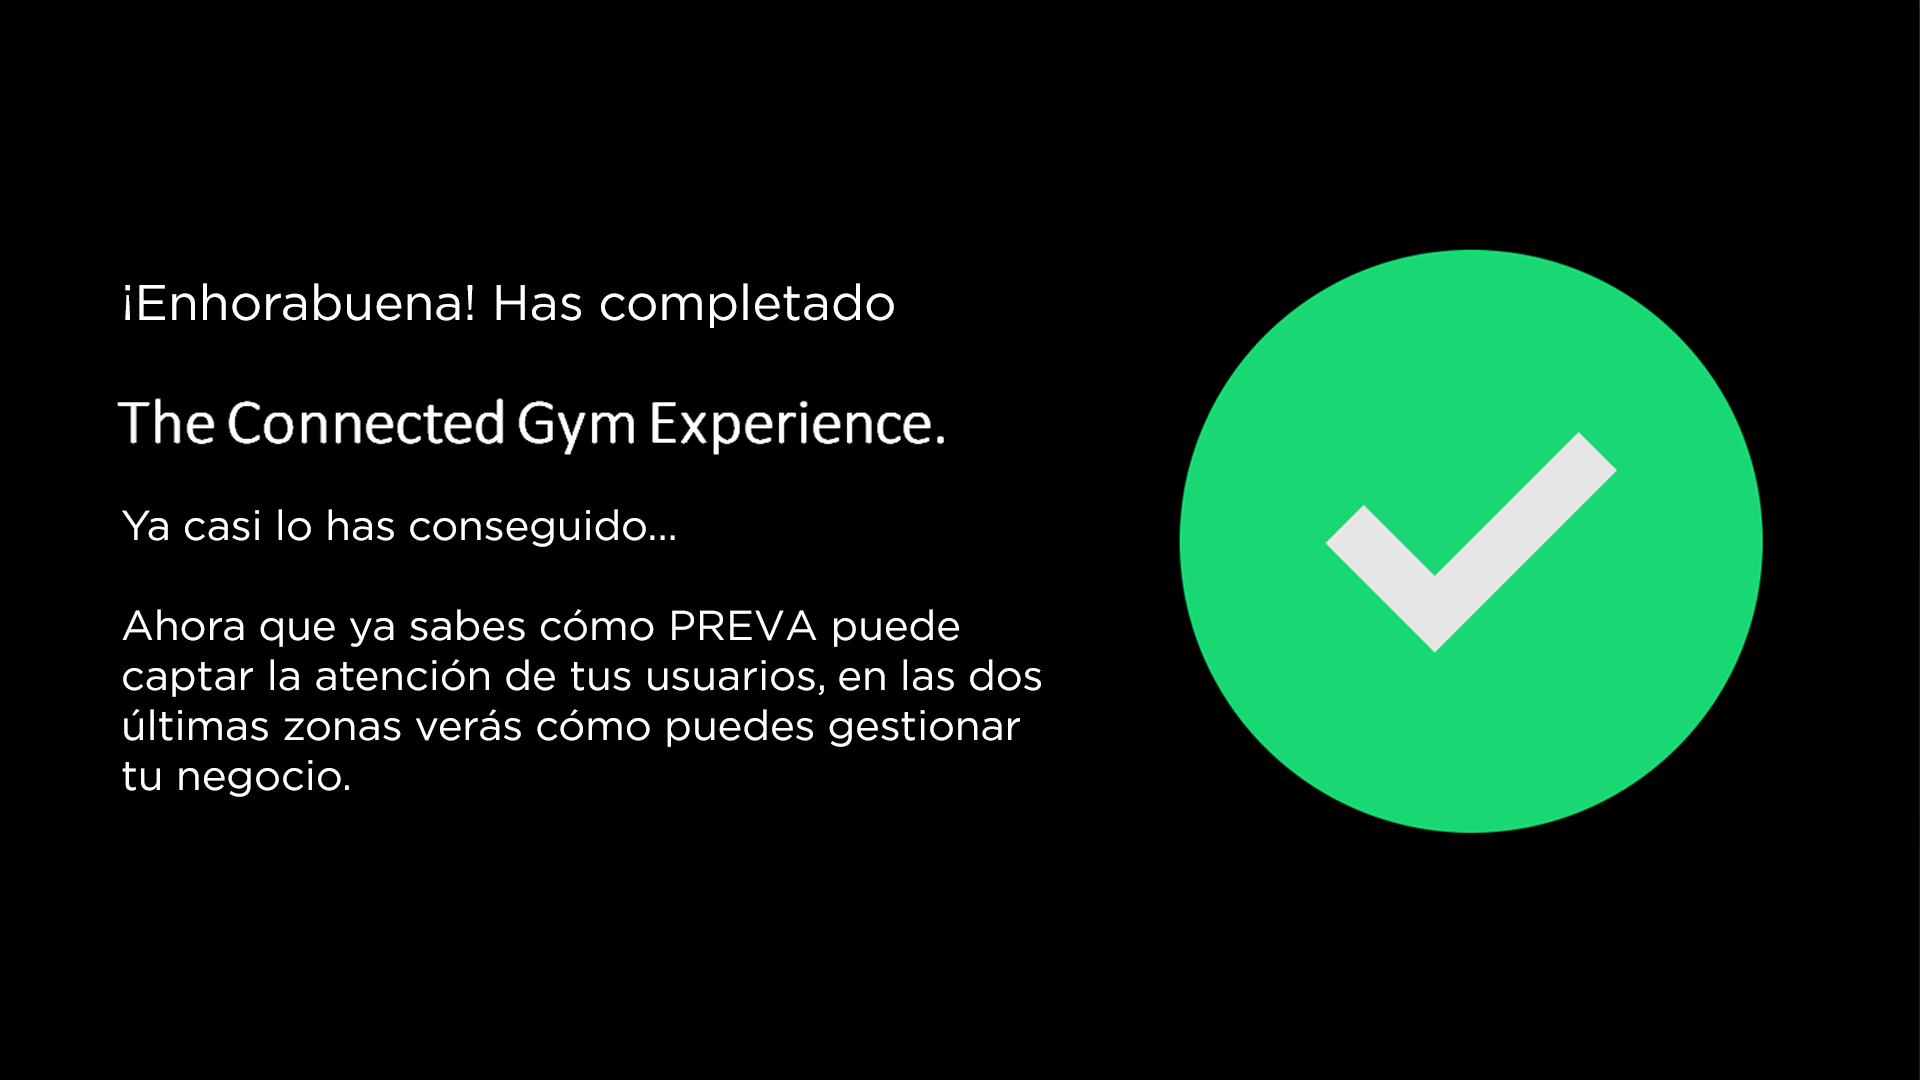 ¡Enhorabuena! Has completado
The Connected Gym Experience.
Ya casi lo has conseguido...
Ahora que ya sabes cómo PREVA puede
captar la atención de tus usuarios, en las dos
últimas zonas verás cómo puedes gestionar
tu negocio.